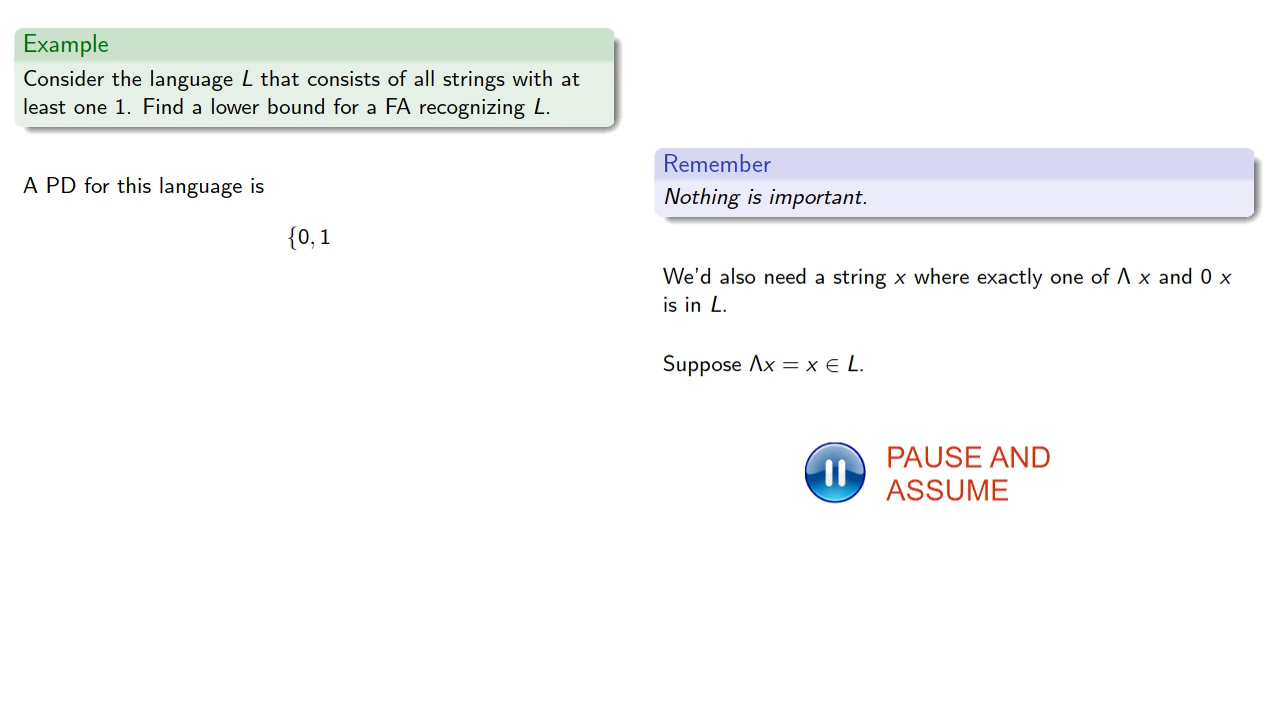 Example
Consider the language L that consists of all strings with at
least one 1. Find a lower bound for a FA recognizing L.
A PD for this language is
{0, 1
Remember
Nothing is important.
We'd also need a string x where exactly one of Λ x and 0 x
is in L.
Suppose Λx = x ∈ L.
PAUSE AND
ASSUME